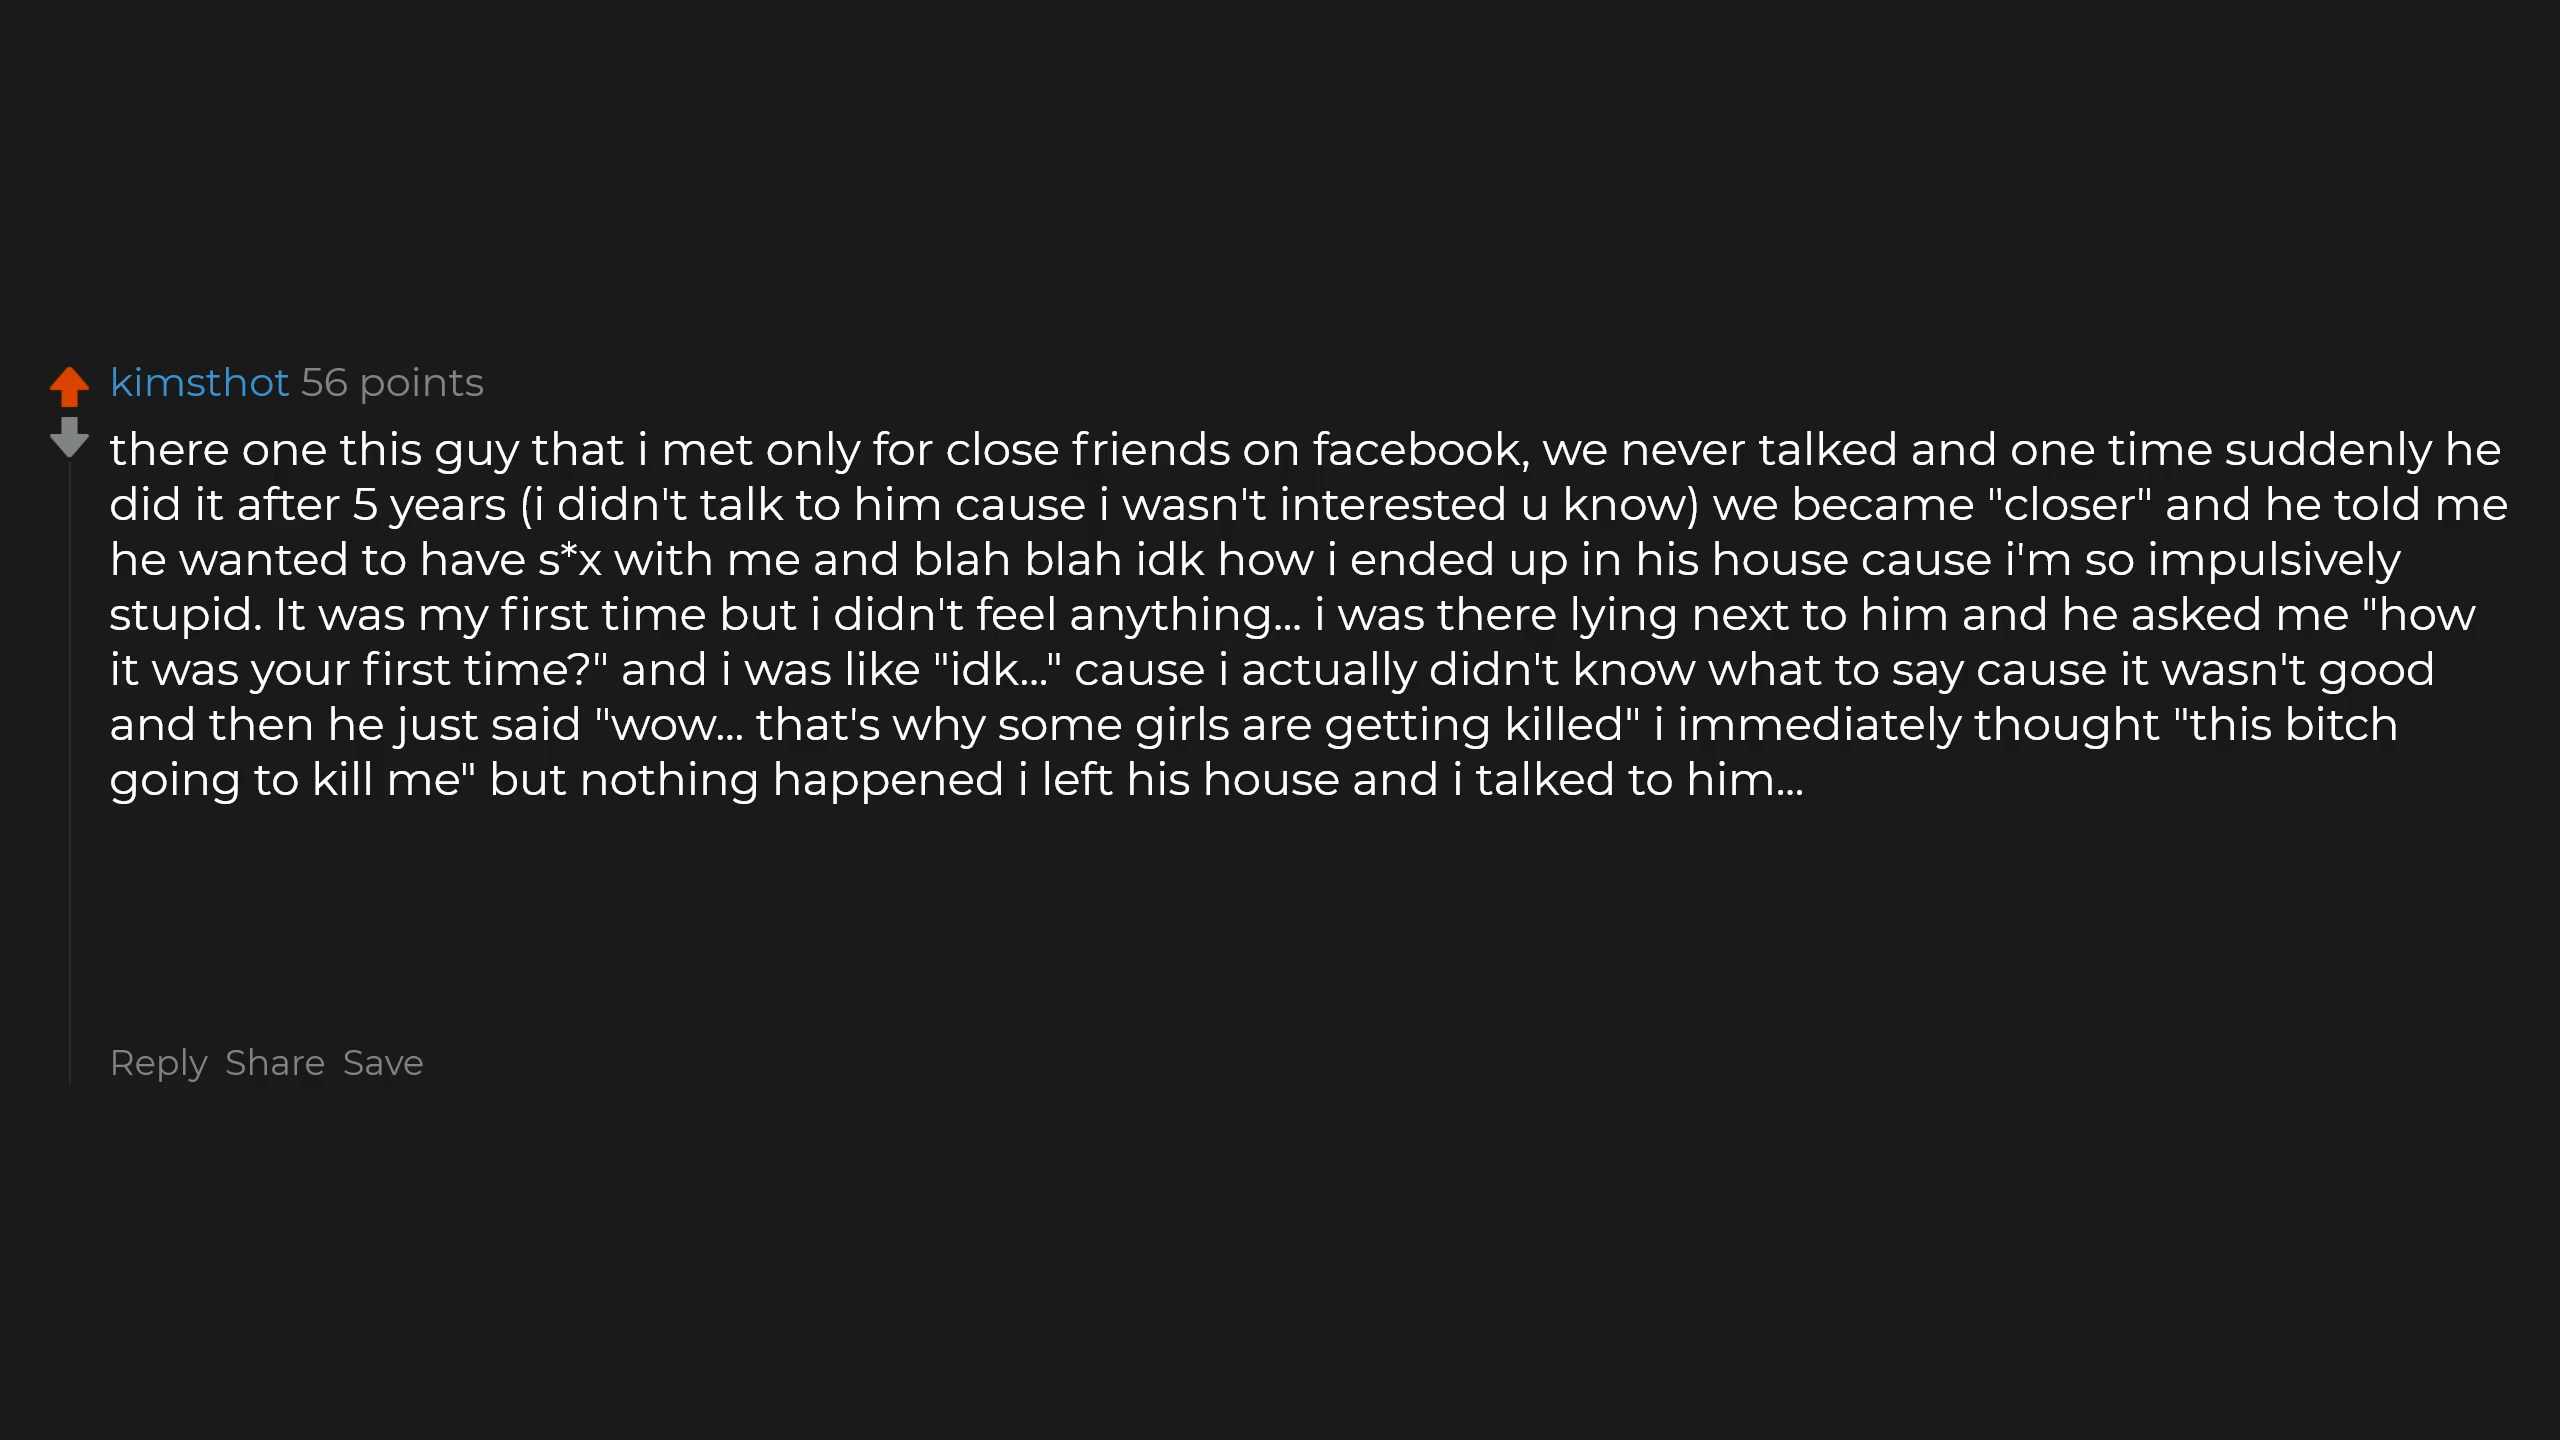 kimsthot 56 points
there one this guy that i met only for close friends on facebook, we never talked and one time suddenly he
did it after 5 years (i didn't talk to him cause i wasn't interested u know) we became "closer" and he told me
he wanted to have s*x with me and blah blah idk how i ended up in his house cause i'm so impulsively
stupid. It was my first time but i didn't feel anything... i was there lying next to him and he asked me "how
it was your first time?" and i was like "idk..." cause i actually didn't know what to say cause it wasn't good
and then he just said "wow... that's why some girls are getting killed" i immediately thought "this bitch
going to kill me" but nothing happened i left his house and i talked to him...
Reply Share Save